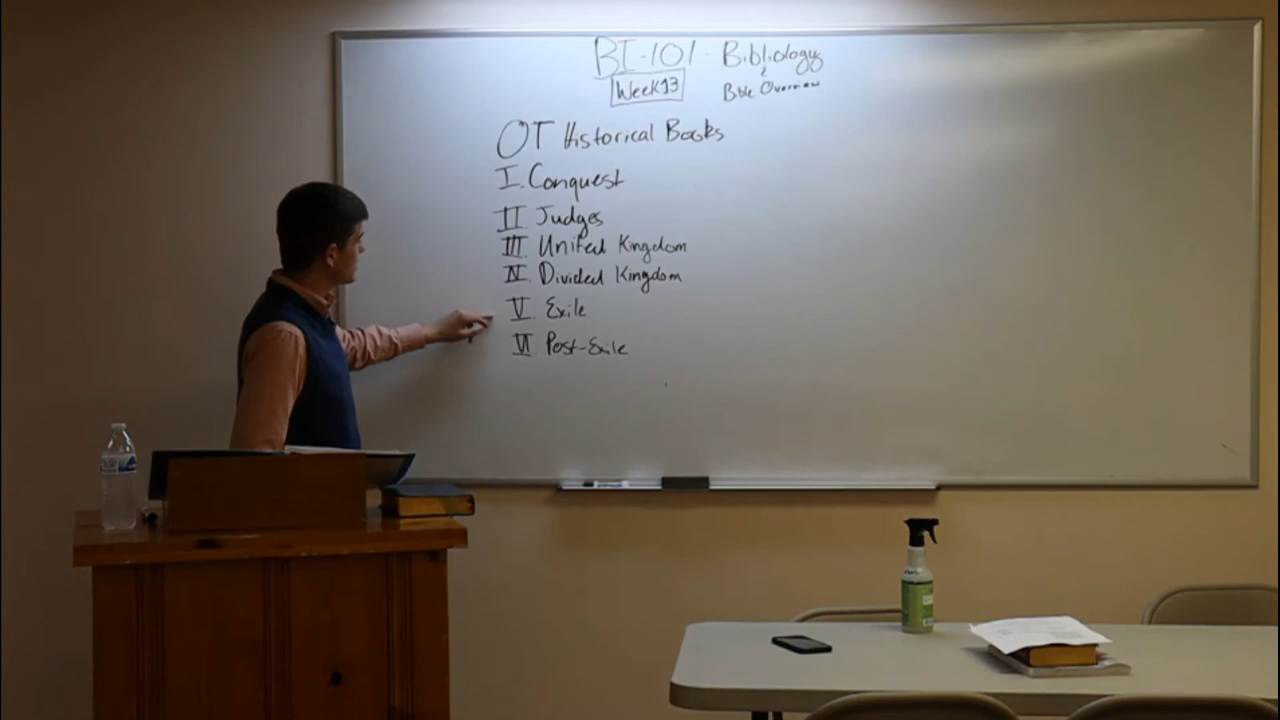 BI-101 - Bibliology
&
Week 13 Bible Overview
OT Historical Books
I. Conquest
II. Judges
III. United Kingdom
IV. Divided Kingdom
V. Exile
VI. Post-Exile